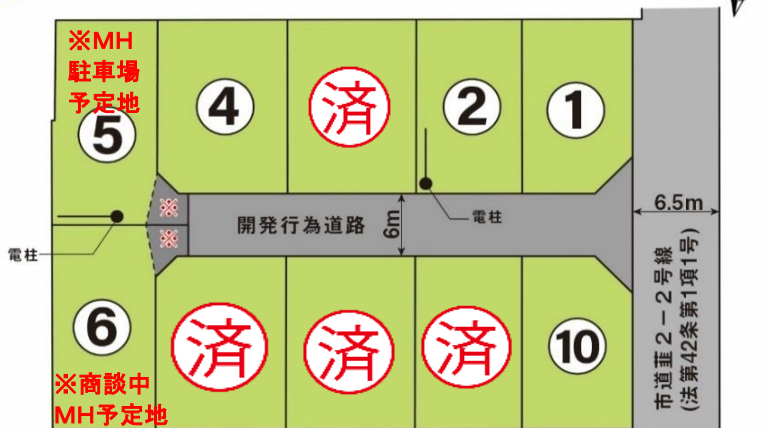 ※MH
駐車場
予定地
5
4
済
2
1
※
※
開発行為道路
6m
電柱
6.5m
電柱
市道韮2－2号線
(法第42条第1項1号)
6
※商談中
MH予定地
済
済
済
10